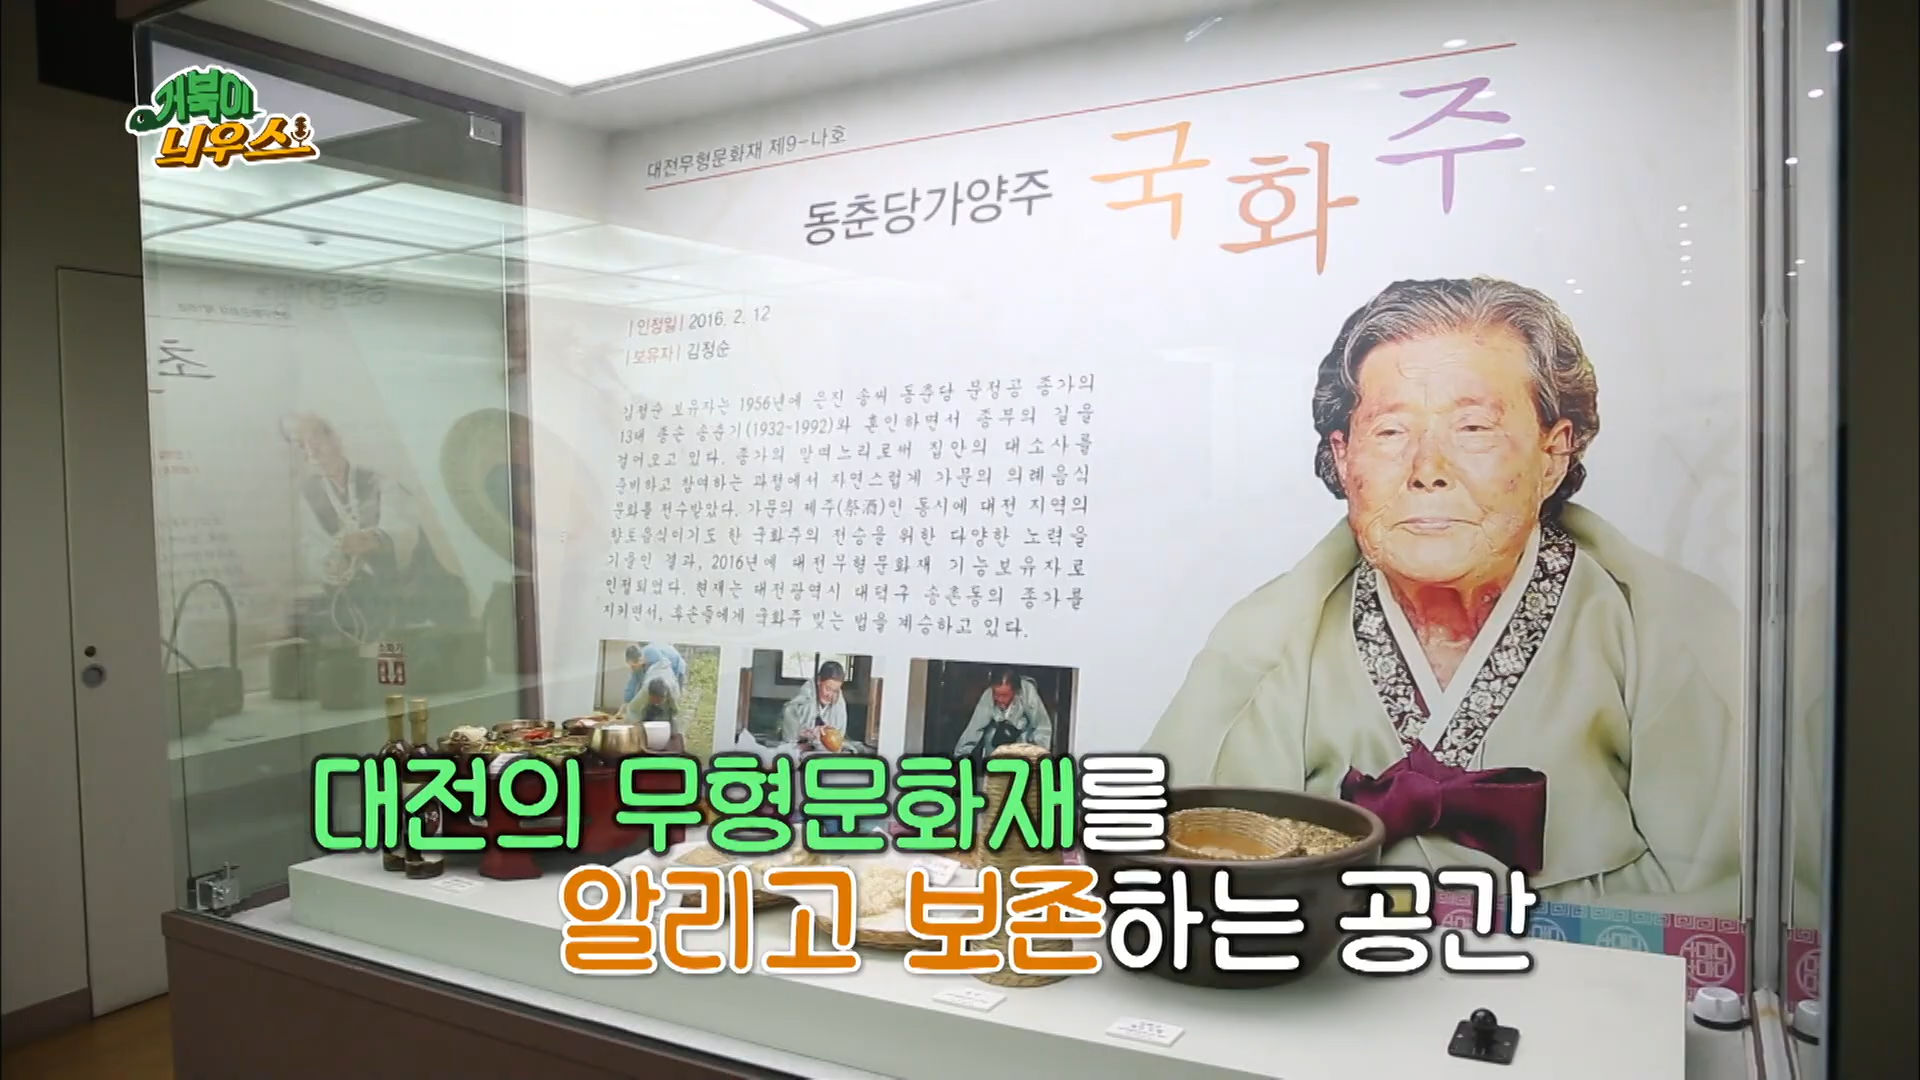 거북이
늬우스
대전무형문화재 제9-나호
동춘당가양주 국화주
|인정일| 2016. 2. 12
|보유자| 김정순
김정순 보유자는 1956년에 은진 송씨 동춘당 문정공 종가의
13대 종손 송준기(1932~1992)와 혼인하면서 종부의 길을
걸어오고 있다. 종가의 맏며느리로써 집안의 대소사를
준비하고 참여하는 과정에서 자연스럽게 가문의 의례음식
문화를 전수받았다. 가문의 제주(祭酒)인 동시에 대전 지역의
향토음식이기도 한 국화주의 전승을 위한 다양한 노력을
기울인 결과, 2016년에 대전무형문화재 기능보유자로
인정되었다. 현재는 대전광역시 대덕구 송촌동의 종가를
지키면서, 후손들에게 국화주 빚는 법을 계승하고 있다.
소화기
대전의 무형문화재를
알리고 보존하는 공간